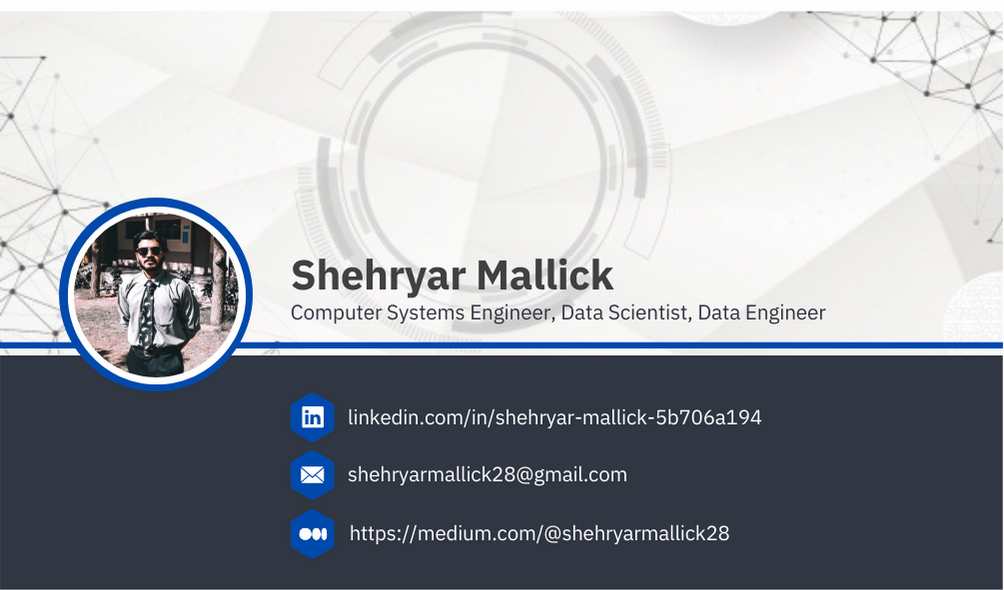 Shehryar Mallick
Computer Systems Engineer, Data Scientist, Data Engineer
in
linkedin.com/in/shehryar-mallick-5b706a194
shehryarmallick28@gmail.com
https://medium.com/@shehryarmallick28